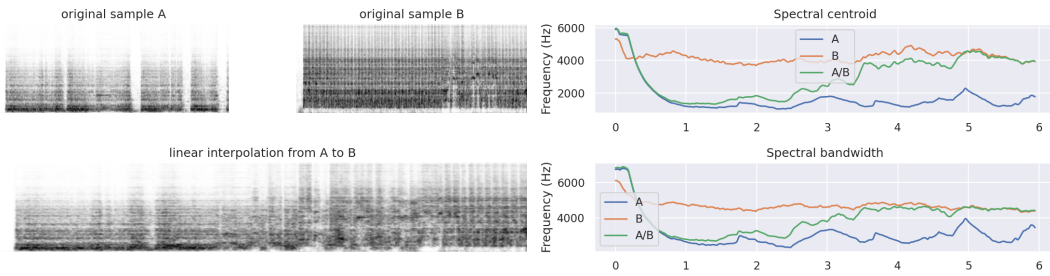 original sample A
original sample B
linear interpolation from A to B
Spectral centroid
Frequency (Hz)
6000
4000
2000
A
B
A/B
0 1 2 3 4 5 6
Spectral bandwidth
Frequency (Hz)
6000
4000
A
B
A/B
0 1 2 3 4 5 6